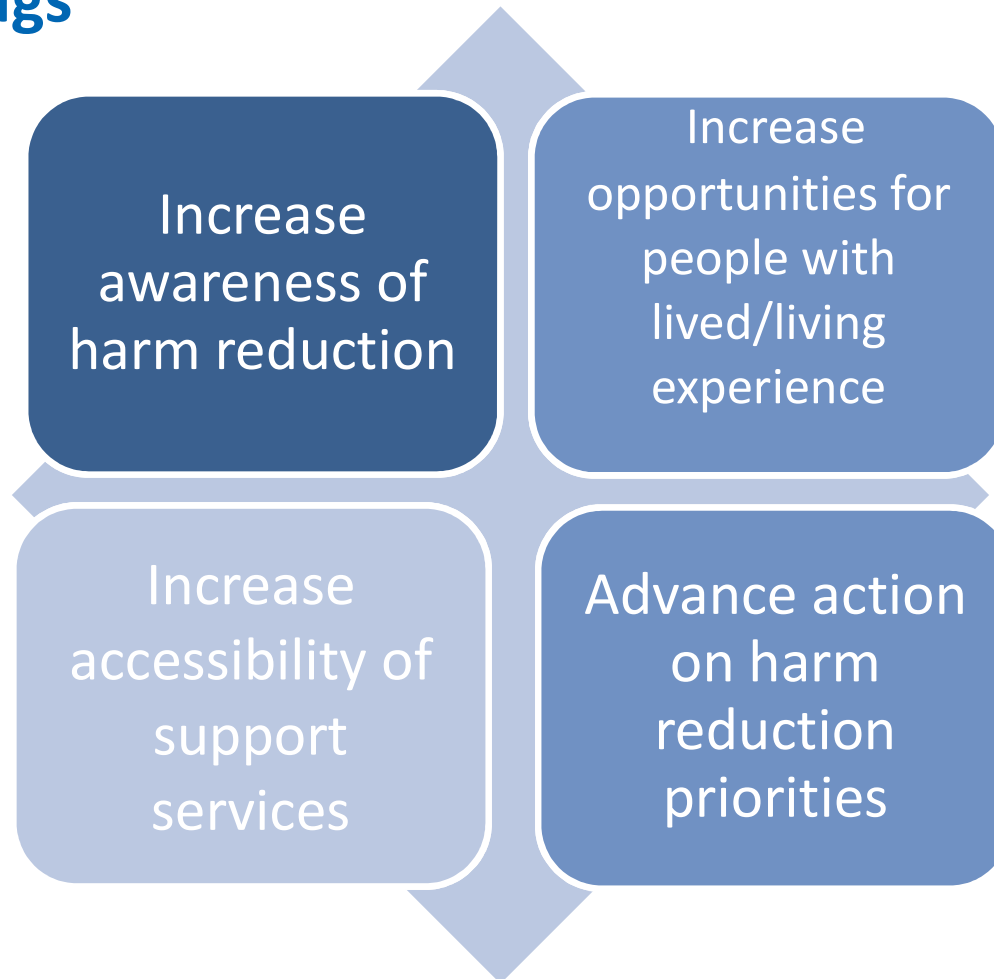 Increase
awareness of
harm reduction
Increase
opportunities for
people with
lived/living
experience
Increase
accessibility of
support
services
Advance action
on harm
reduction
priorities